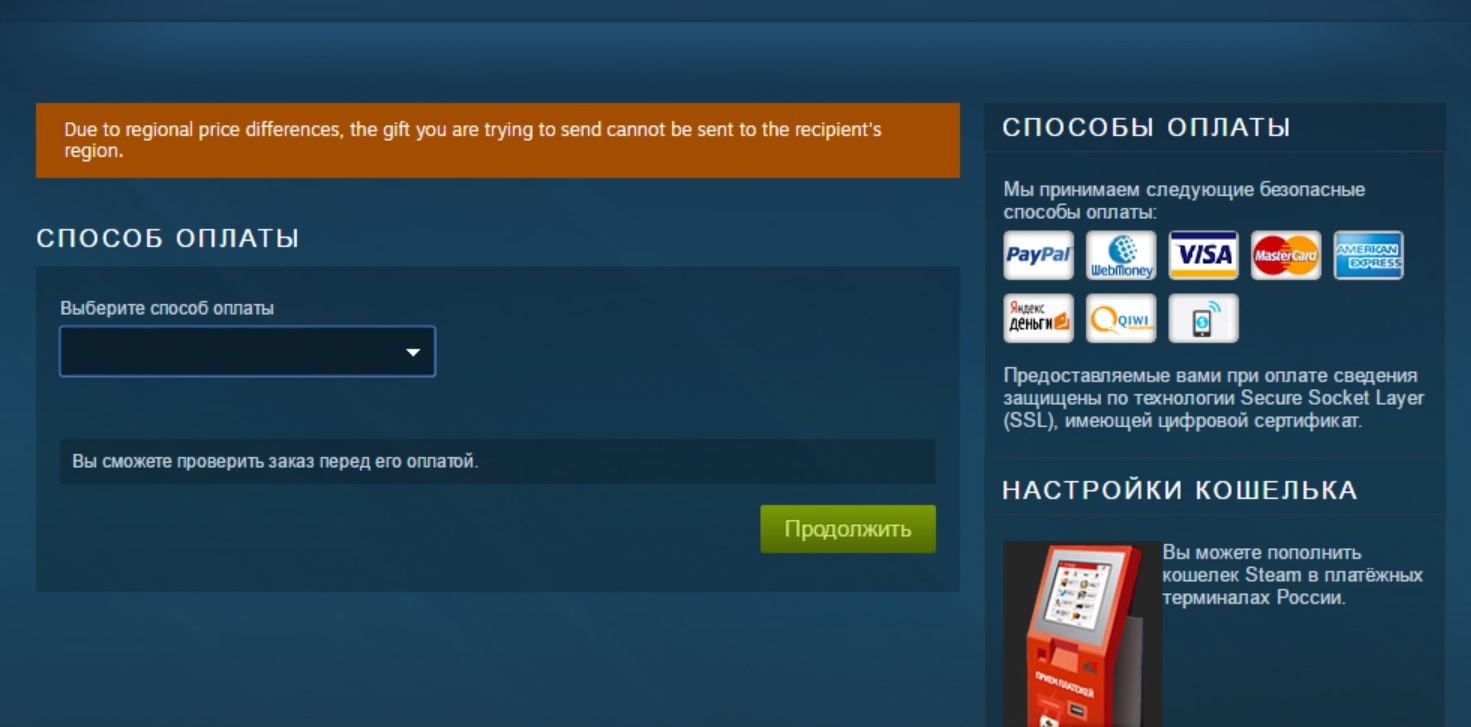 Due to regional price differences, the gift you are trying to send cannot be sent to the recipient's
region.
СПОСОБ ОПЛАТЫ
Выберите способ оплаты
Вы сможете проверить заказ перед его оплатой.
Продолжить
СПОСОБЫ ОПЛАТЫ
Мы принимаем следующие безопасные
способы оплаты:
PayPal
WebMoney
VISA
MasterCard
AMERICAN
EXPRESS
Яндекс
деньги
QIWI
Предоставляемые вами при оплате сведения
защищены по технологии Secure Socket Layer
(SSL), имеющей цифровой сертификат.
НАСТРОЙКИ КОШЕЛЬКА
Вы можете пополнить
кошелек Steam в платёжных
терминалах России.
ПРИЕМ ПЛАТЕЖЕЙ